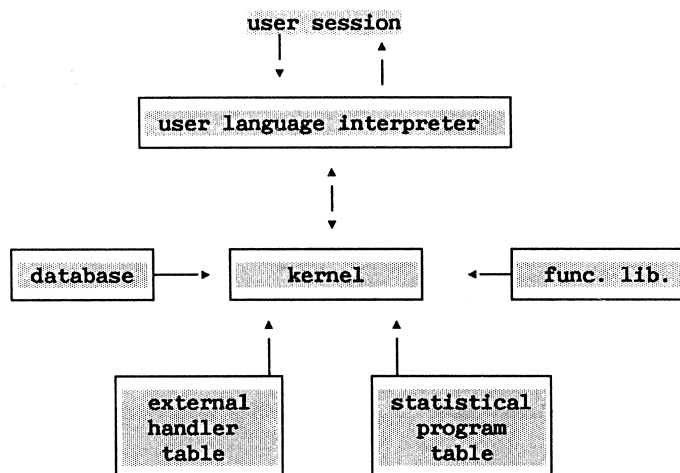 user session
user language interpreter
database
kernel
func. lib.
external
handler
table
statistical
program
table